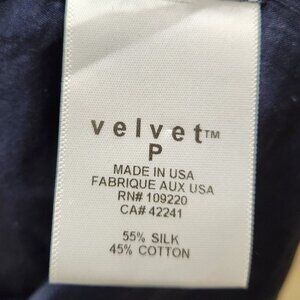 velvet™
P
MADE IN USA
FABRIQUE AUX USA
RN# 109220
CA# 42241
55% SILK
45% COTTON